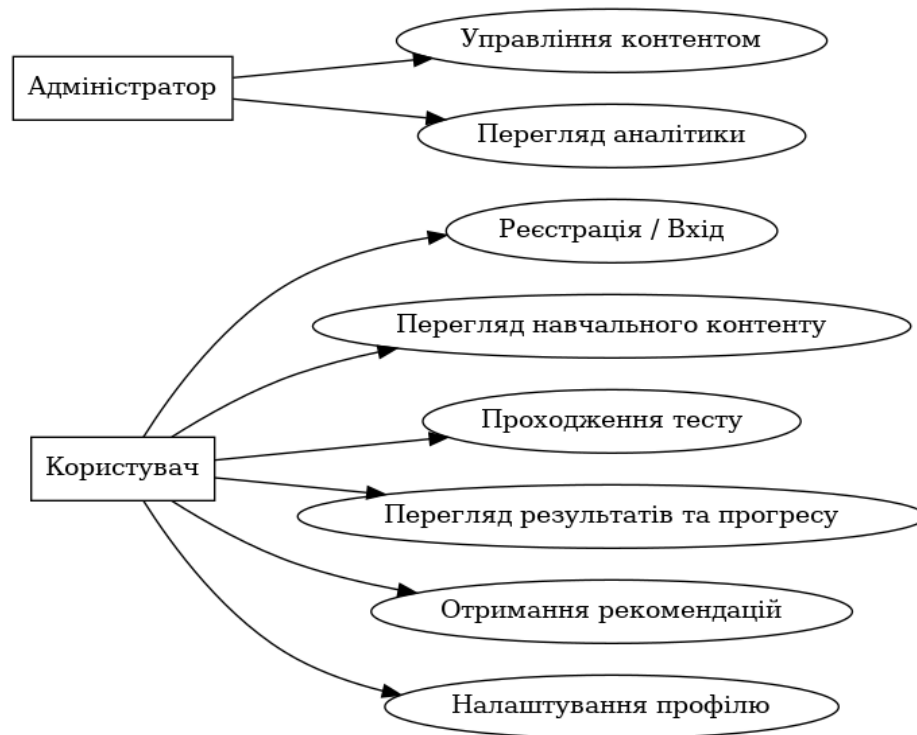 Адміністратор
Управління контентом
Перегляд аналітики
Користувач
Реєстрація / Вхід
Перегляд навчального контенту
Проходження тесту
Перегляд результатів та прогресу
Отримання рекомендацій
Налаштування профілю